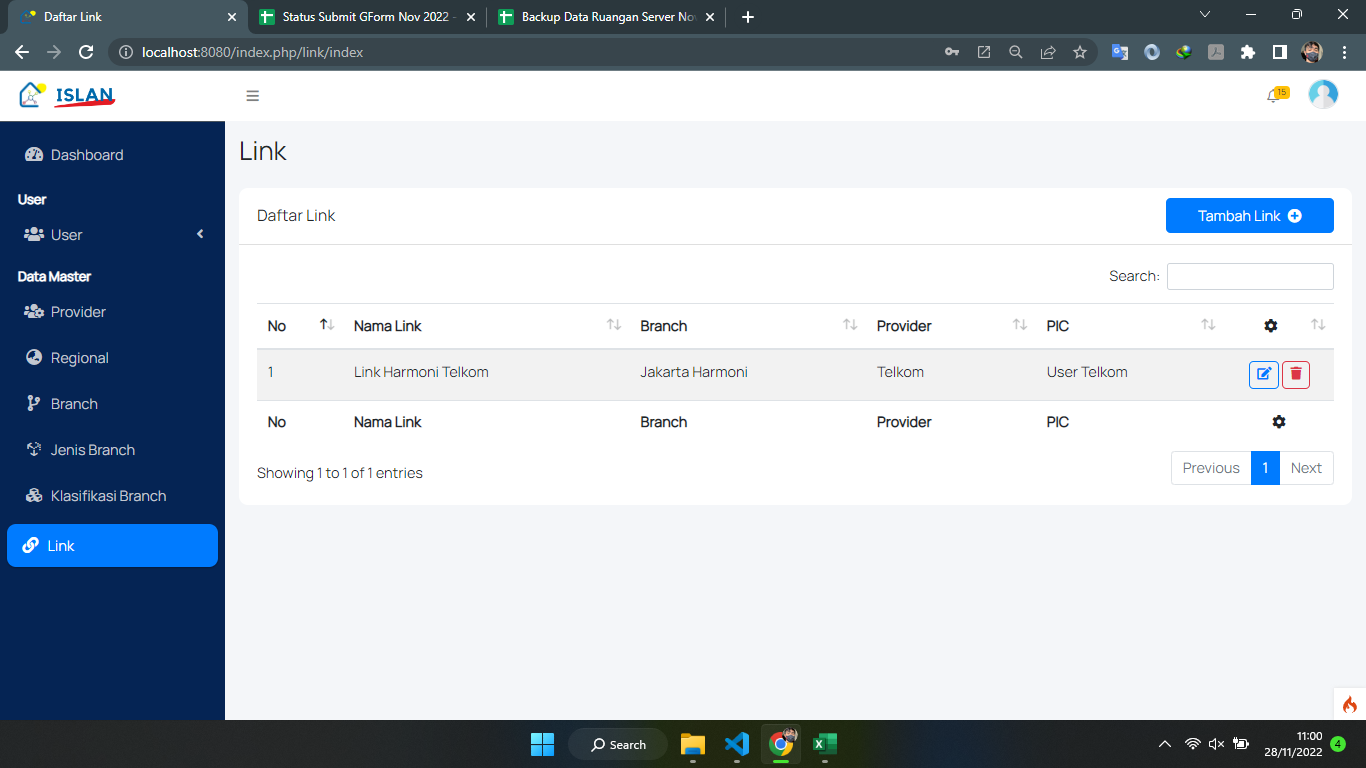 Daftar Link
Status Submit GForm Nov 2022 -
Backup Data Ruangan Server Nov
localhost:8080/index.php/link/index
ISLAN
15
Dashboard
User
User
Data Master
Provider
Regional
Branch
Jenis Branch
Klasifikasi Branch
Link
Link
Daftar Link
Tambah Link
Search:
No Nama Link Branch Provider PIC
1 Link Harmoni Telkom Jakarta Harmoni Telkom User Telkom
No Nama Link Branch Provider PIC
Showing 1 to 1 of 1 entries
Previous 1 Next
Search
11:00
28/11/2022
4